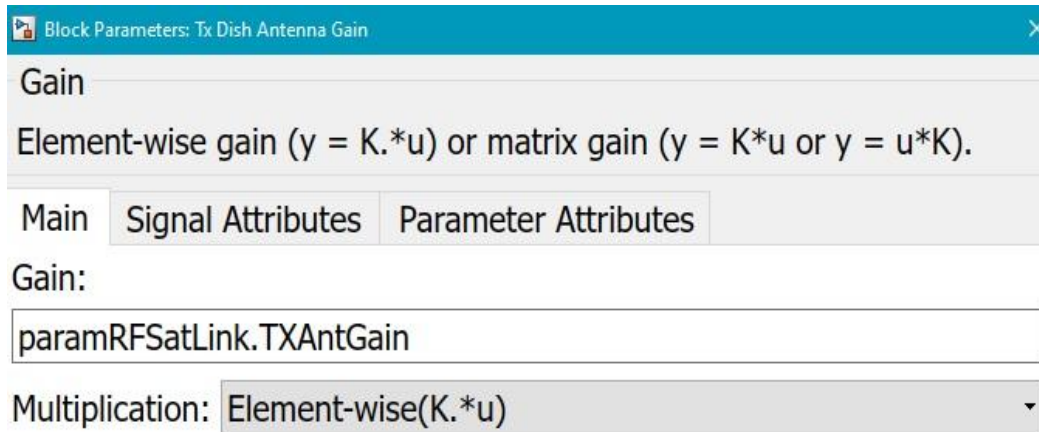 Block Parameters: Tx Dish Antenna Gain
Gain
Element-wise gain (y = K.*u) or matrix gain (y = K*u or y = u*K).
Main Signal Attributes Parameter Attributes
Gain:
paramRFSatLink.TXAntGain
Multiplication: Element-wise(K.*u)